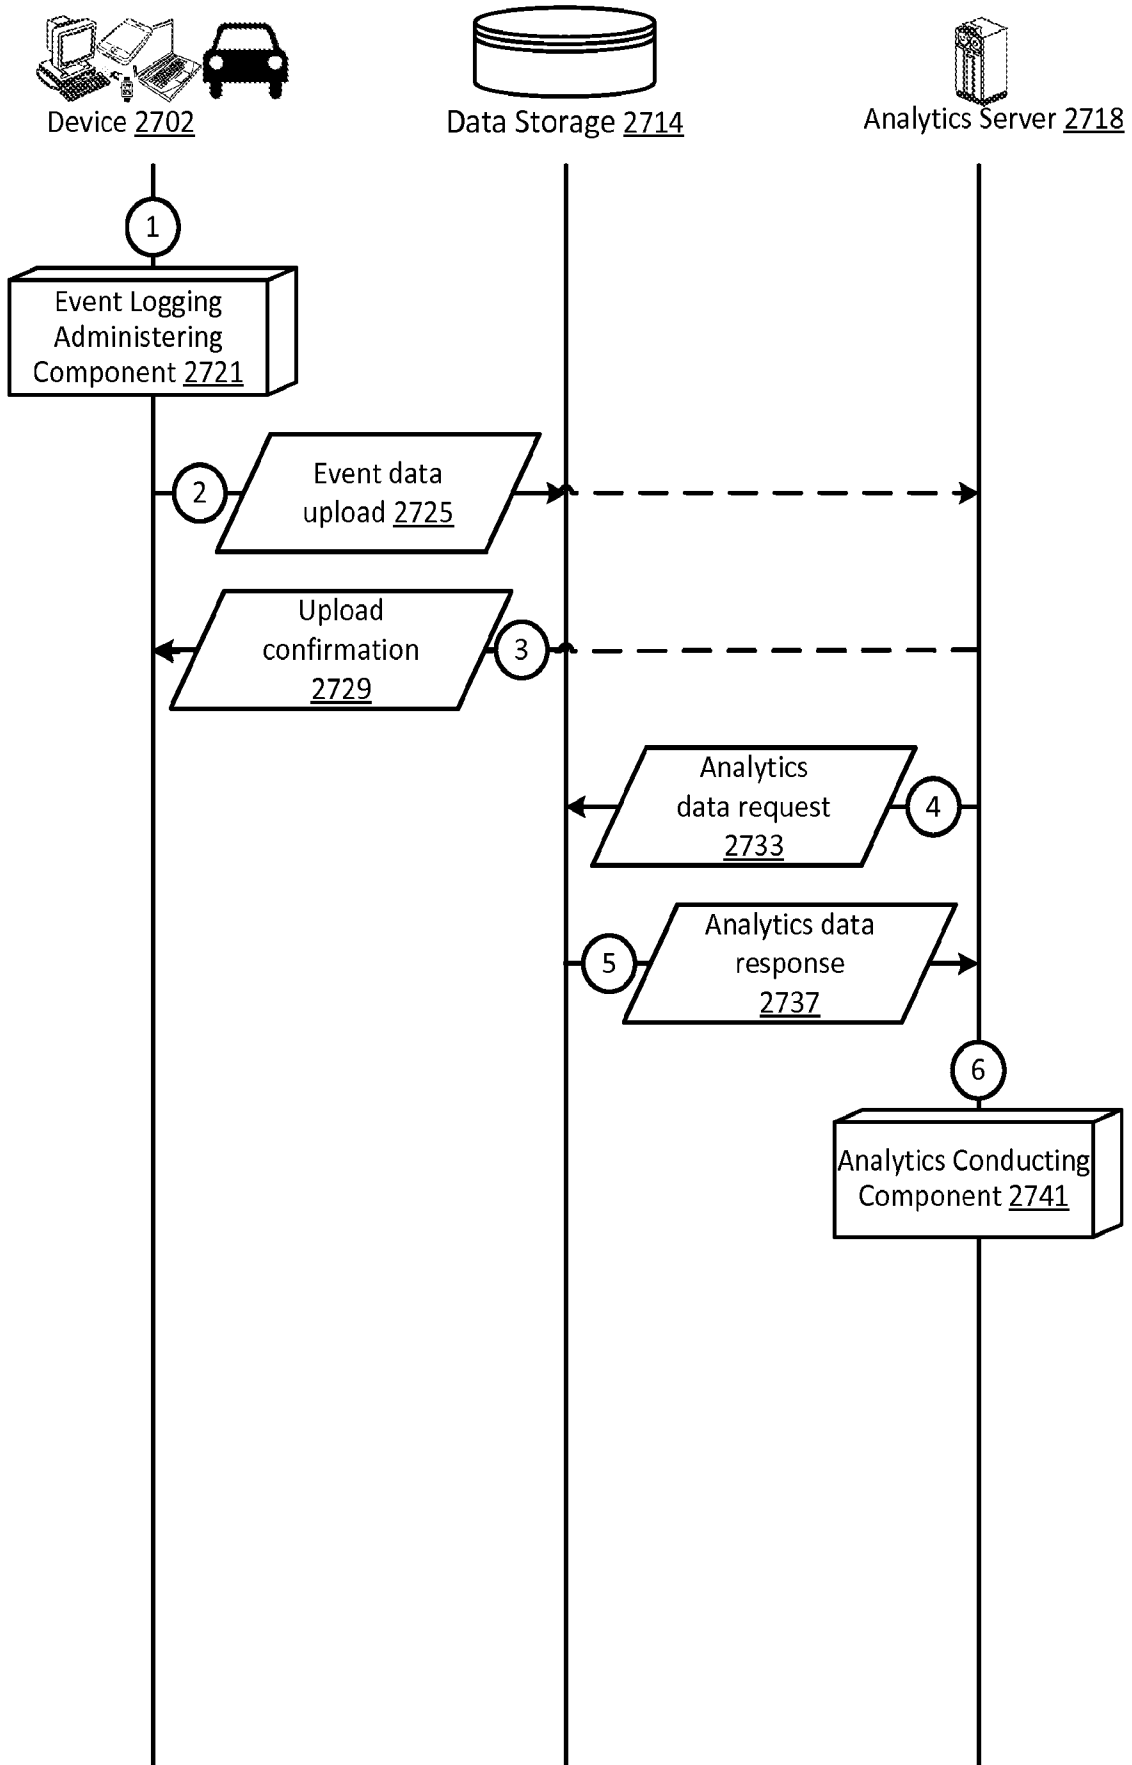 Device 2702
Data Storage 2714
Analytics Server 2718
1
Event Logging
Administering
Component 2721
2
Event data
upload 2725
Upload
confirmation
2729
3
Analytics
data request
2733
4
5
Analytics data
response
2737
6
Analytics Conducting
Component 2741